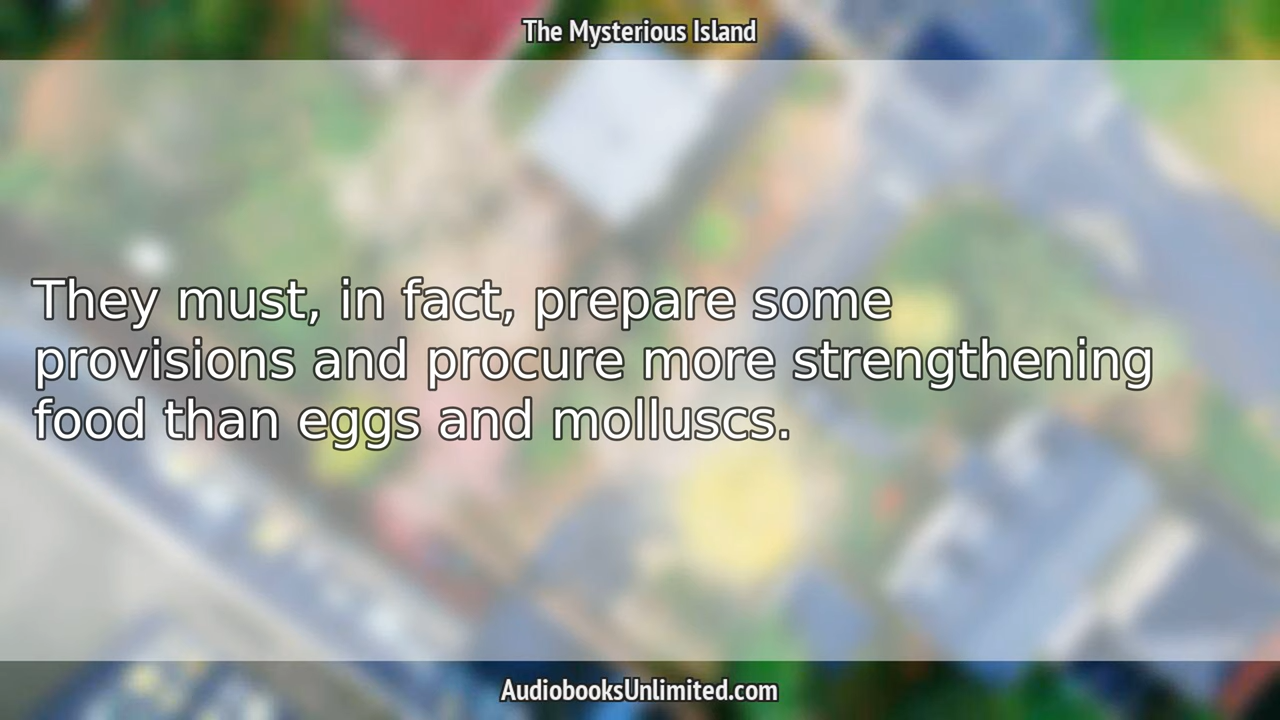 The Mysterious Island
They must, in fact, prepare some
provisions and procure more strengthening
food than eggs and molluscs.
AudiobooksUnlimited.com